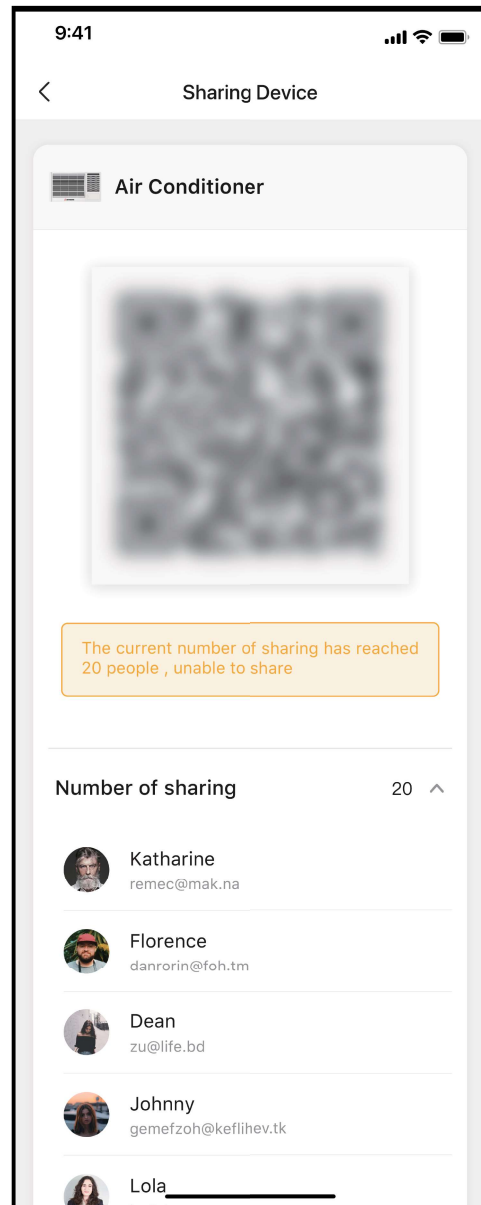 9:41
Sharing Device
Air Conditioner
The current number of sharing has reached
20 people , unable to share
Number of sharing 20
Katharine
remec@mak.na
Florence
danrorin@foh.tm
Dean
zu@life.bd
Johnny
gemefzoh@keflihev.tk
Lola